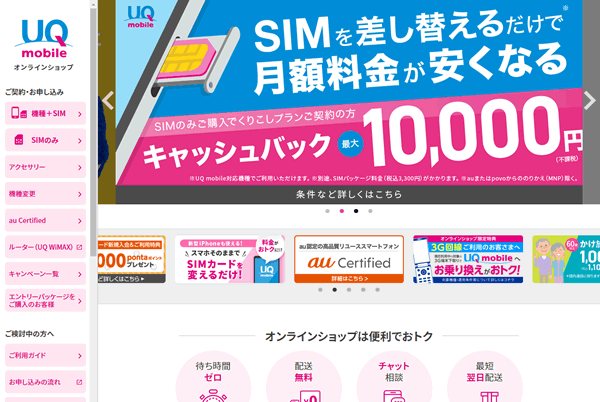 UQ
mobile
オンラインショップ
ご契約・お申し込み
機種＋SIM
SIMのみ
アクセサリー
機種変更
au Certified
ルーター(UQ WiMAX)
キャンペーン一覧
エントリーパッケージを
ご購入のお客様
ご検討中の方へ
ご利用ガイド
お申し込みの流れ
UQ
mobile
SIMを差し替えるだけで※
月額料金が安くなる
SIMのみご購入でくりこしプランご契約の方
キャッシュバック 最大 10,000円
(不課税)
※UQ mobile対応機種でご利用いただけます。※別途、SIMパッケージ料金（税込3,300円）がかかります。※auまたはpovoからののりかえ（MNP）除く。
条件など詳しくはこちら
ード新規入会&ご利用特典
000 pontaポイント
プレゼント
ど詳しくはこちら
新型iPhoneも使える!
スマホそのままで
SIMカードを
変えるだけ!
料金が
おトクに!
UQ
au認定の高品質リユーススマートフォン
au Certified
詳細はこちら >
オンラインショップ限定特典
3G回線ご利用のお客さまへ
UQ mobileへ
お乗り換えがおトク!
60歳
かけ放
1,10
1,0
オンラインショップは便利でおトク
待ち時間
ゼロ
配送
無料
チャット
相談
最短
翌日配送
UQ